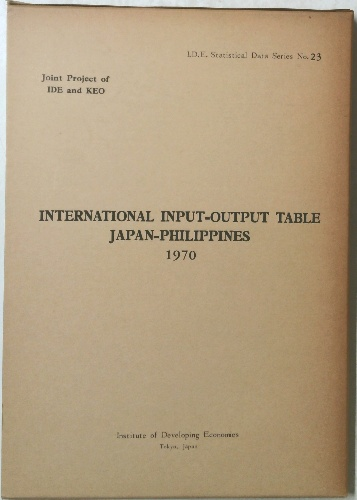 I.D.E. Statistical Data Series No. 23
Joint Project of
IDE and KEO
INTERNATIONAL INPUT-OUTPUT TABLE
JAPAN-PHILIPPINES
1970
Institute of Developing Economies
Tokyo, Japan